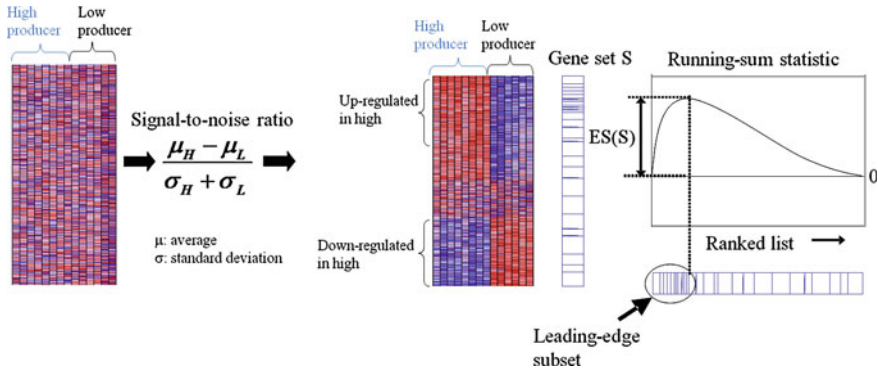 High
producer
Low
producer
Signal-to-noise ratio
μH − μL
σH + σL
μ: average
σ: standard deviation
High
producer
Low
producer
Up-regulated
in high
Down-regulated
in high
Gene set S
Running-sum statistic
ES(S)
0
Ranked list
Leading-edge
subset